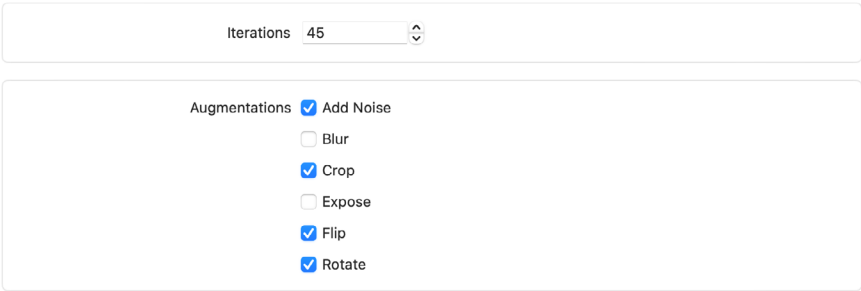 Iterations 45
Augmentations Add Noise
Blur
Crop
Expose
Flip
Rotate